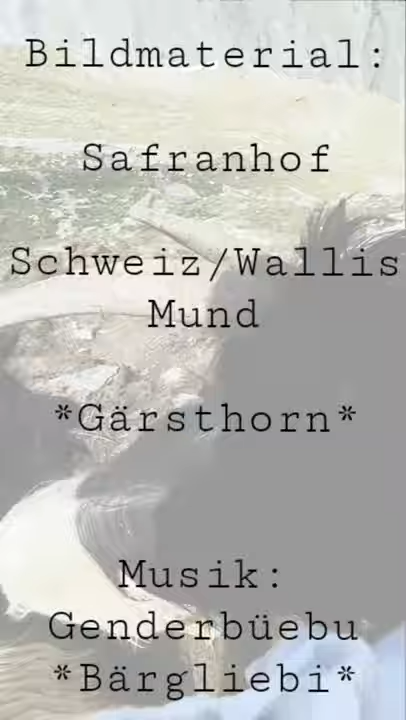 Bildmaterial:
Safranhof
Schweiz/Wallis
Mund
*Gärsthorn*
Musik:
Genderbüebu
*Bärgliebi*